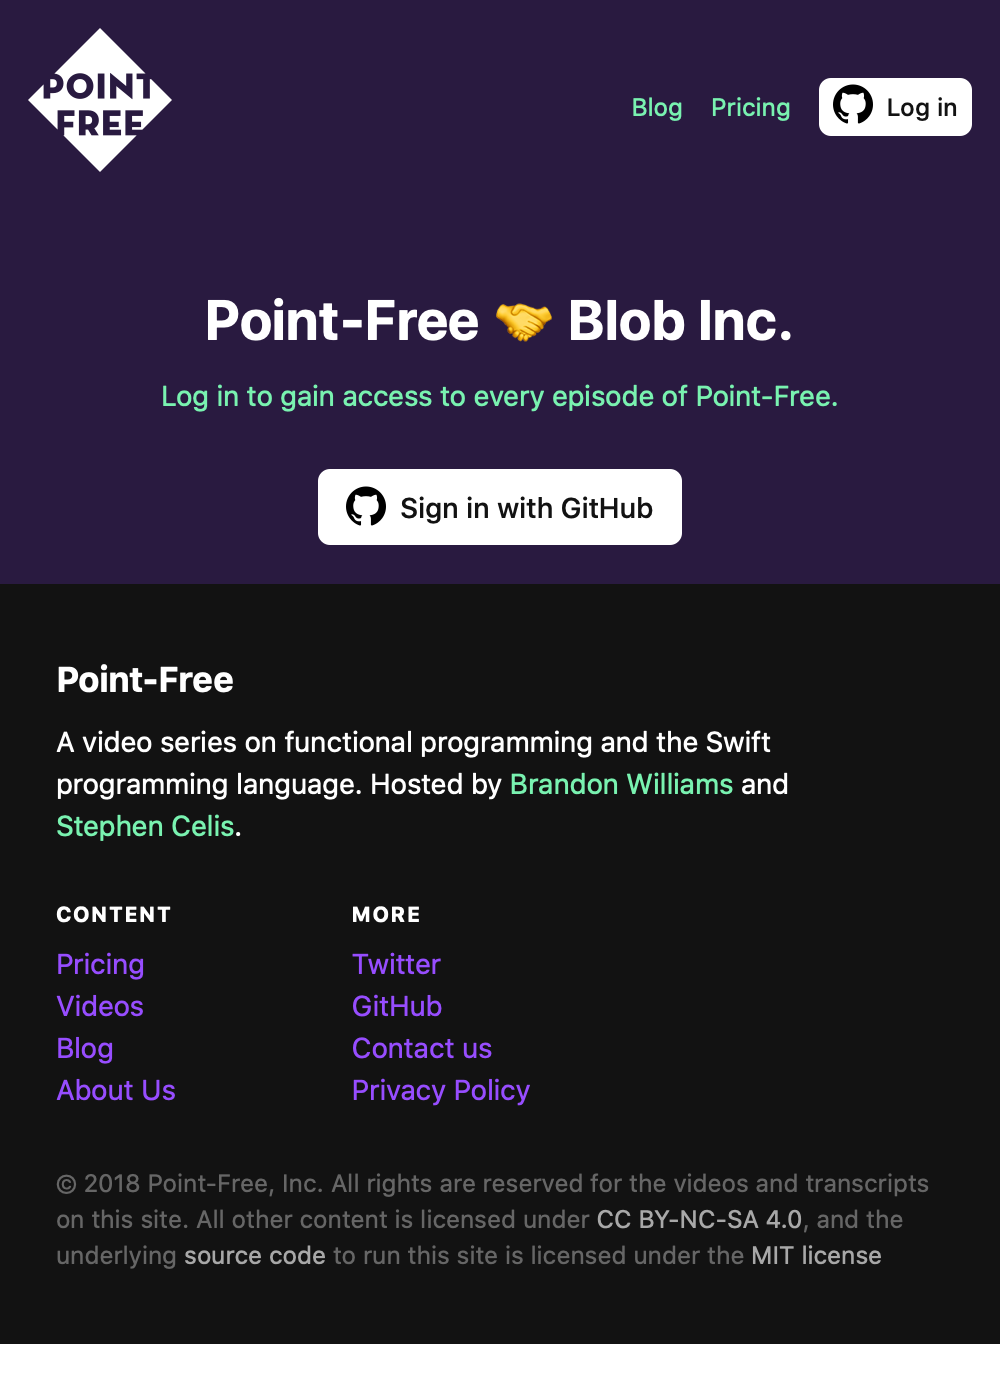 POINT
FREE
Blog Pricing Log in
Point-Free 🤝 Blob Inc.
Log in to gain access to every episode of Point-Free.
Sign in with GitHub
Point-Free
A video series on functional programming and the Swift
programming language. Hosted by Brandon Williams and
Stephen Celis.
CONTENT
Pricing
Videos
Blog
About Us
MORE
Twitter
GitHub
Contact us
Privacy Policy
© 2018 Point-Free, Inc. All rights are reserved for the videos and transcripts
on this site. All other content is licensed under CC BY-NC-SA 4.0, and the
underlying source code to run this site is licensed under the MIT license